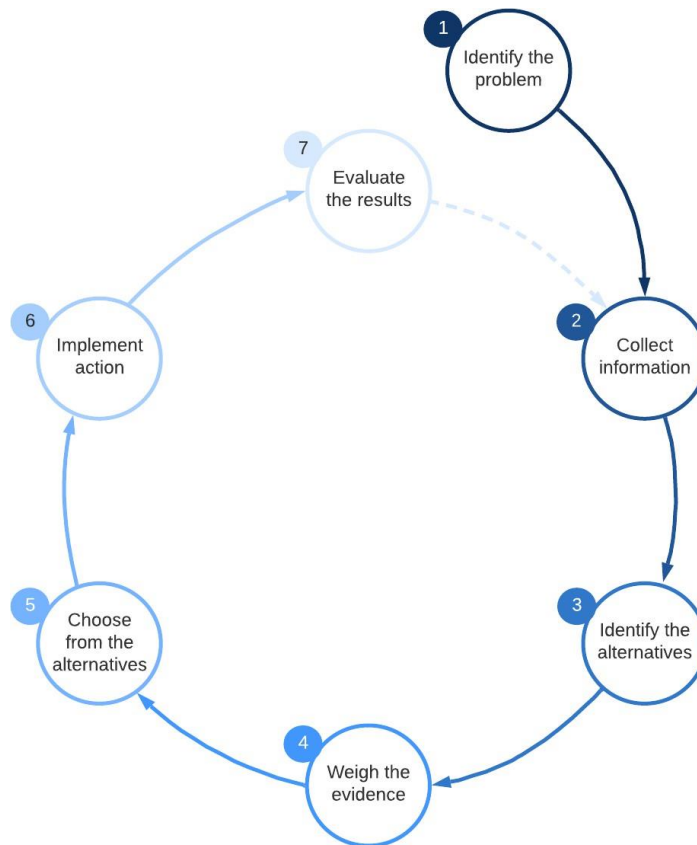 1
Identify the
problem
2
Collect
information
3
Identify the
alternatives
4
Weigh the
evidence
5
Choose
from the
alternatives
6
Implement
action
7
Evaluate
the results